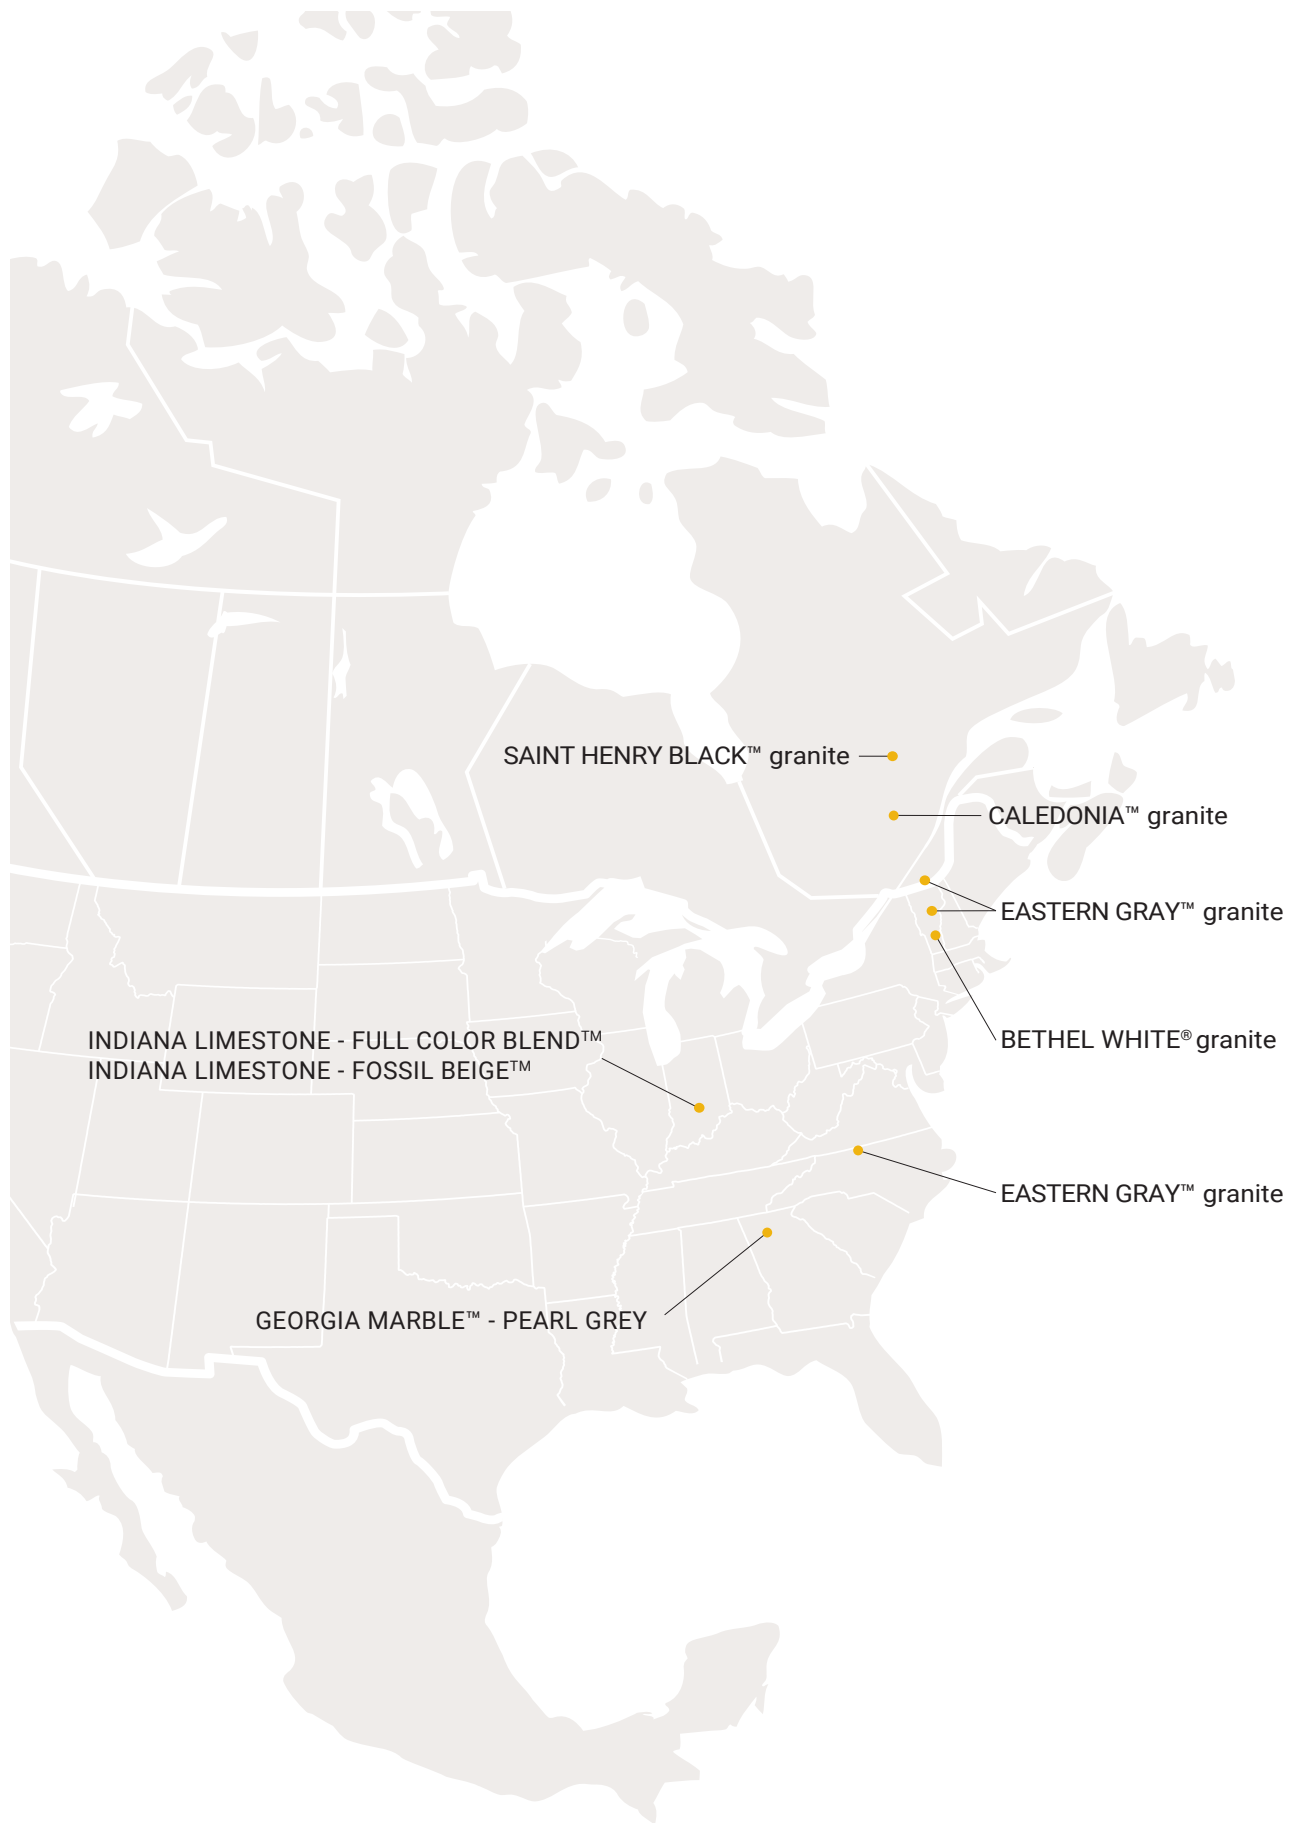 SAINT HENRY BLACK™ granite
CALEDONIA™ granite
EASTERN GRAY™ granite
INDIANA LIMESTONE - FULL COLOR BLEND™
INDIANA LIMESTONE - FOSSIL BEIGE™
BETHEL WHITE® granite
EASTERN GRAY™ granite
GEORGIA MARBLE™ - PEARL GREY